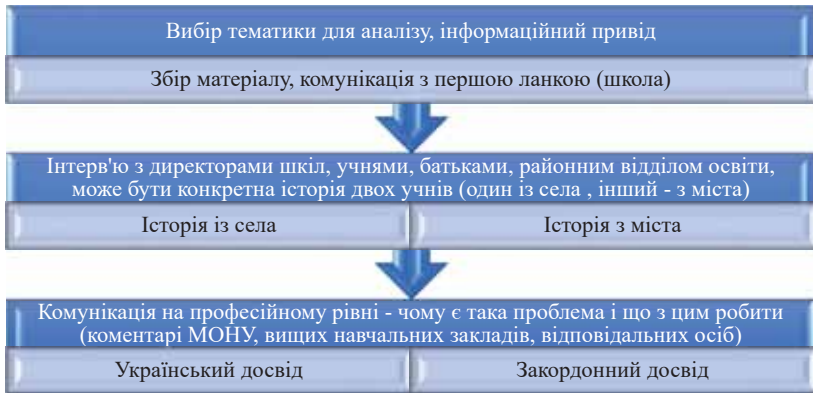 Вибір тематики для аналізу, інформаційний привід
Збір матеріалу, комунікація з першою ланкою (школа)
Інтерв'ю з директорами шкіл, учнями, батьками, районним відділом освіти,
може бути конкретна історія двох учнів (один із села , інший - з міста)
Історія із села
Історія з міста
Комунікація на професійному рівні - чому є така проблема і що з цим робити
(коментарі МОНУ, вищих навчальних закладів, відповідальних осіб)
Український досвід
Закордонний досвід